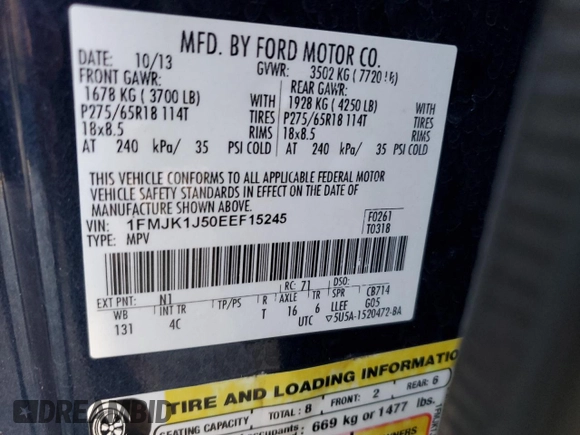 MFD. BY FORD MOTOR CO.
DATE: 10/13 GVWR: 3502 KG ( 7720 LB)
FRONT GAWR: REAR GAWR:
1678 KG ( 3700 LB) WITH 1928 KG ( 4250 LB) WITH
P275/65R18 114T TIRES P275/65R18 114T TIRES
18x8.5 RIMS 18x8.5 RIMS
AT 240 kPa/ 35 PSI COLD AT 240 kPa/ 35 PSI COLD
THIS VEHICLE CONFORMS TO ALL APPLICABLE FEDERAL MOTOR
VEHICLE SAFETY STANDARDS IN EFFECT ON THE DATE OF
MANUFACTURE SHOWN ABOVE.
VIN: 1FMJK1J50EEF15245 F0261
TYPE: MPV T0318
EXT PNT: N1 RC: 71 DSO:
WB INT TR TP/PS R AXLE TR SPR CB714
131 4C T 16 6 LLEF G05
UTC ▽5U5A-1520472-BA
TIRE AND LOADING INFORMATION
SEATING CAPACITY TOTAL: 8 FRONT: 2 REAR: 6
occupants 669 kg or 1477 lbs.
OWNERS
DREAMBID